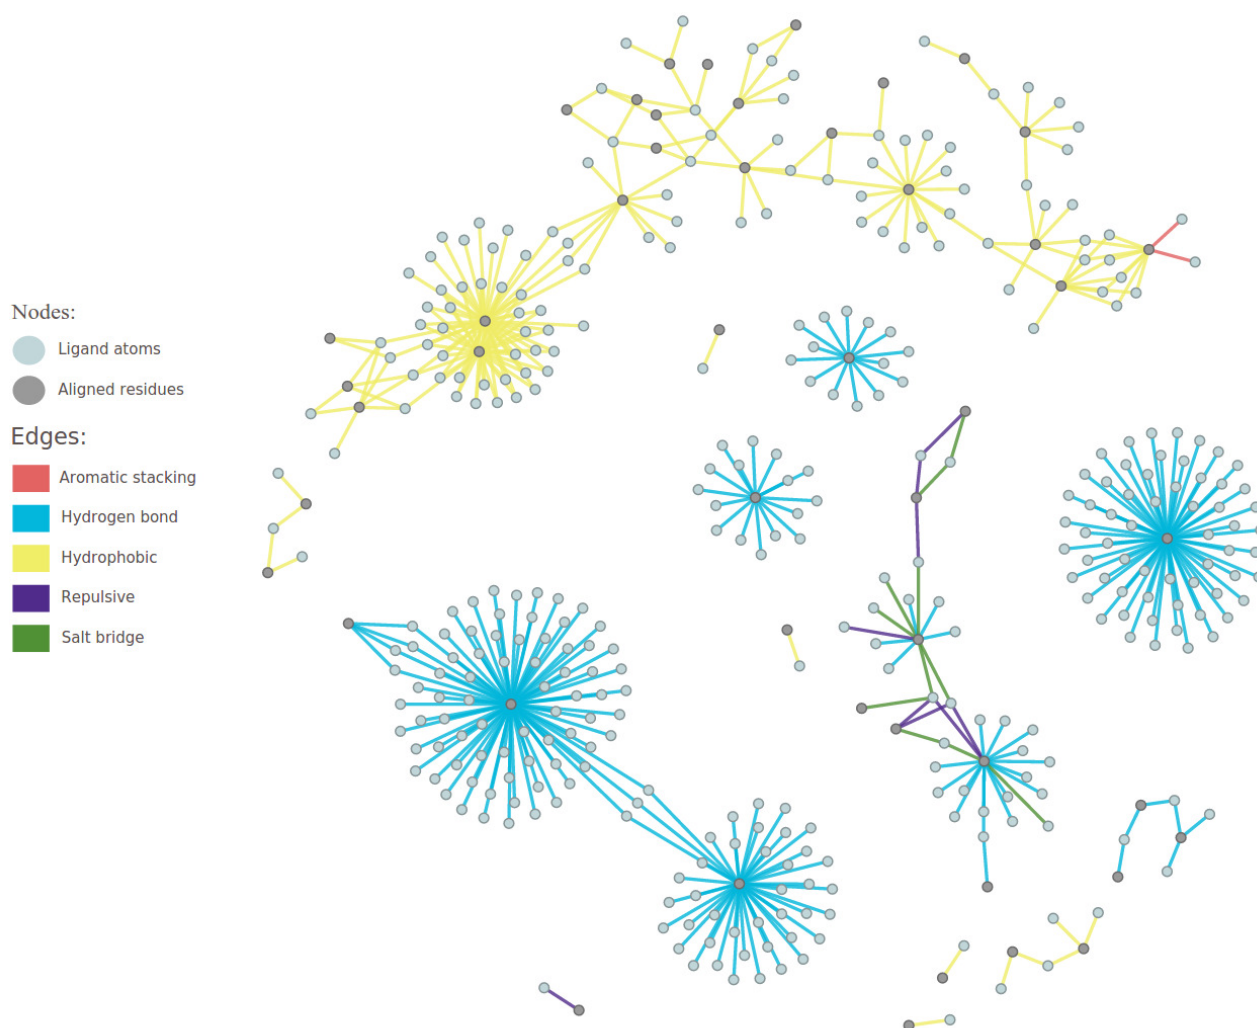 Nodes:
Ligand atoms
Aligned residues
Edges:
Aromatic stacking
Hydrogen bond
Hydrophobic
Repulsive
Salt bridge